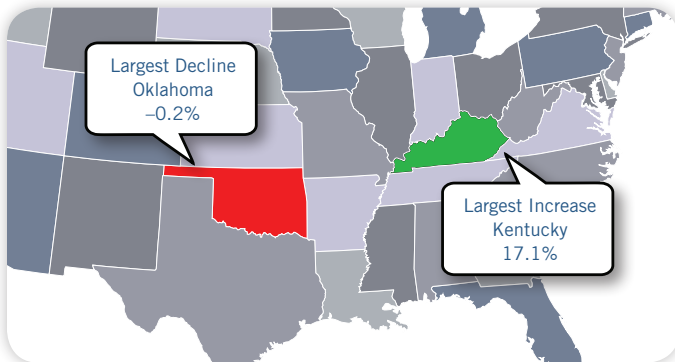 Largest Decline
Oklahoma
–0.2%
Largest Increase
Kentucky
17.1%